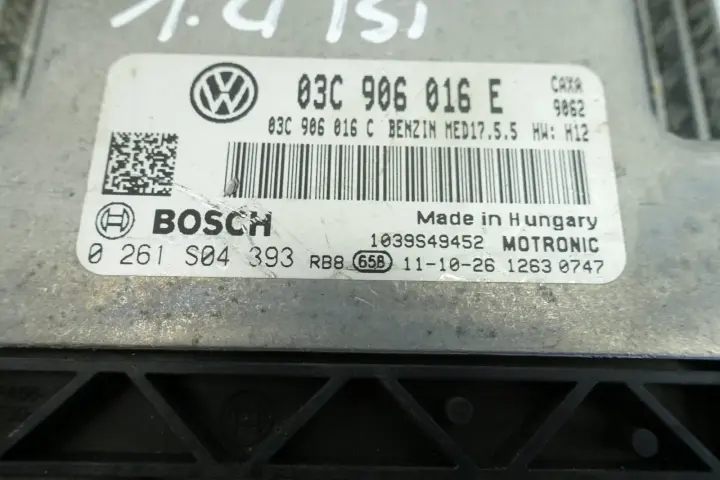 1.4 TSI
03C 906 016 E CAXA
9062
03C 906 016 C BENZIN MED17.5.5 HW: H12
BOSCH Made in Hungary
1039S49452 MOTRONIC
0 261 S04 393 RB8 65B 11-10-26 1263 0747